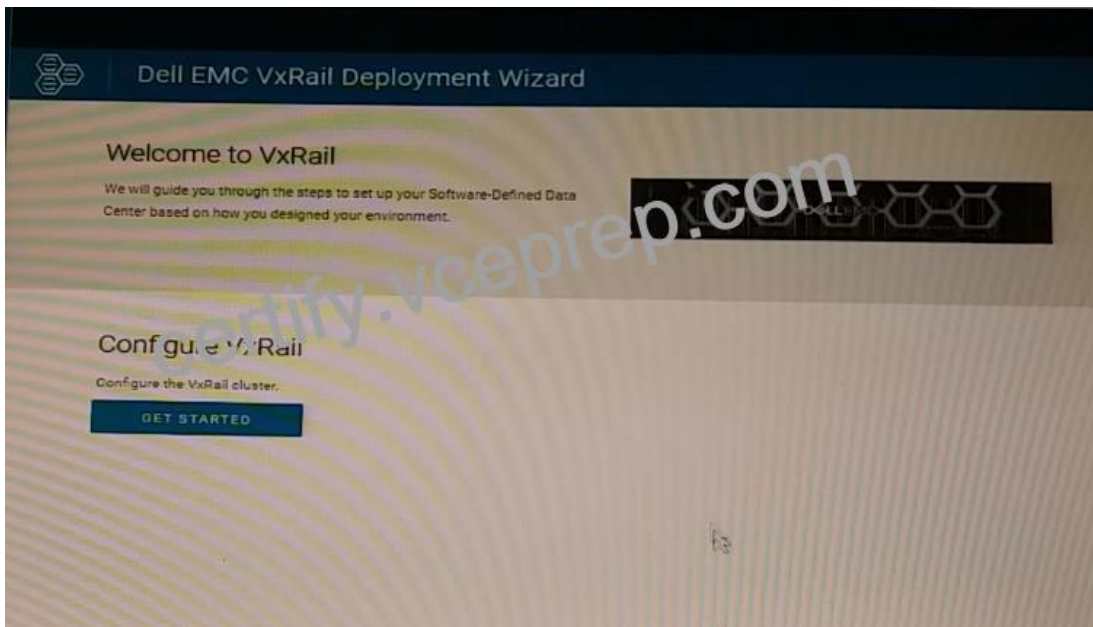 Dell EMC VxRail Deployment Wizard
Welcome to VxRail
We will guide you through the steps to set up your Software-Defined Data
Center based on how you designed your environment.
DELL EMC
certify.vceprep.com
Configure VxRail
Configure the VxRail cluster.
GET STARTED